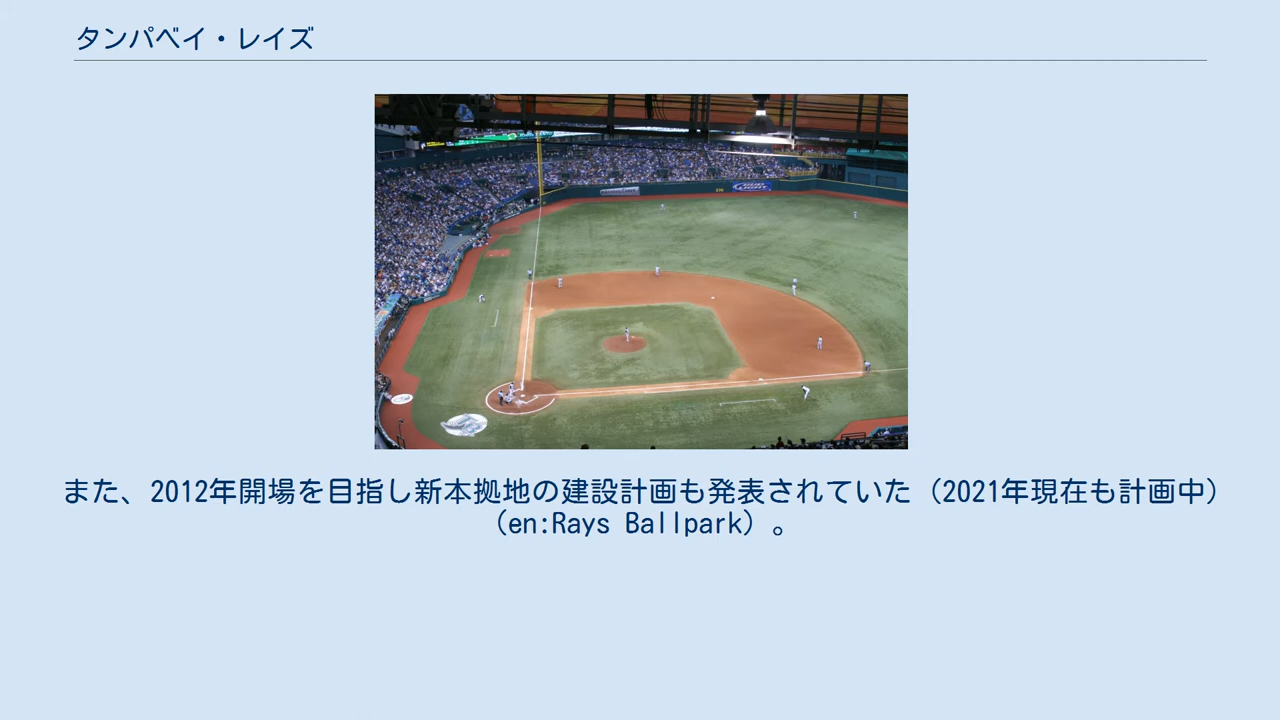 タンパベイ・レイズ
BUD LIGHT
また、2012年開場を目指し新本拠地の建設計画も発表されていた（2021年現在も計画中）
（en:Rays Ballpark）。